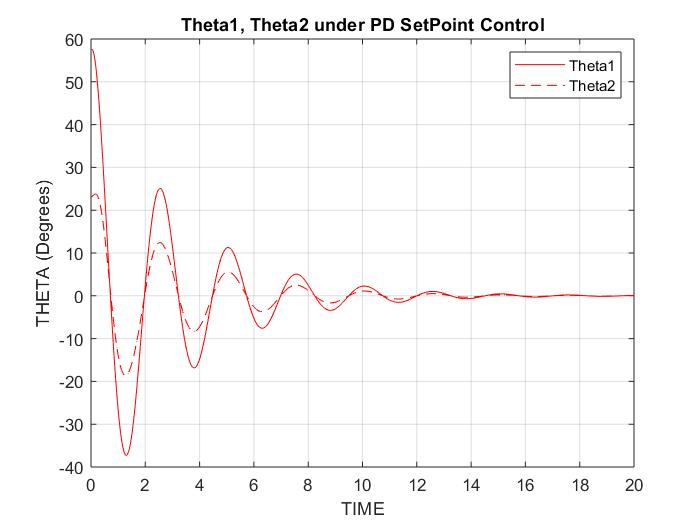 Theta1, Theta2 under PD SetPoint Control
Theta1
Theta2
THETA (Degrees)
60
50
40
30
20
10
0
-10
-20
-30
-40
0 2 4 6 8 10 12 14 16 18 20
TIME